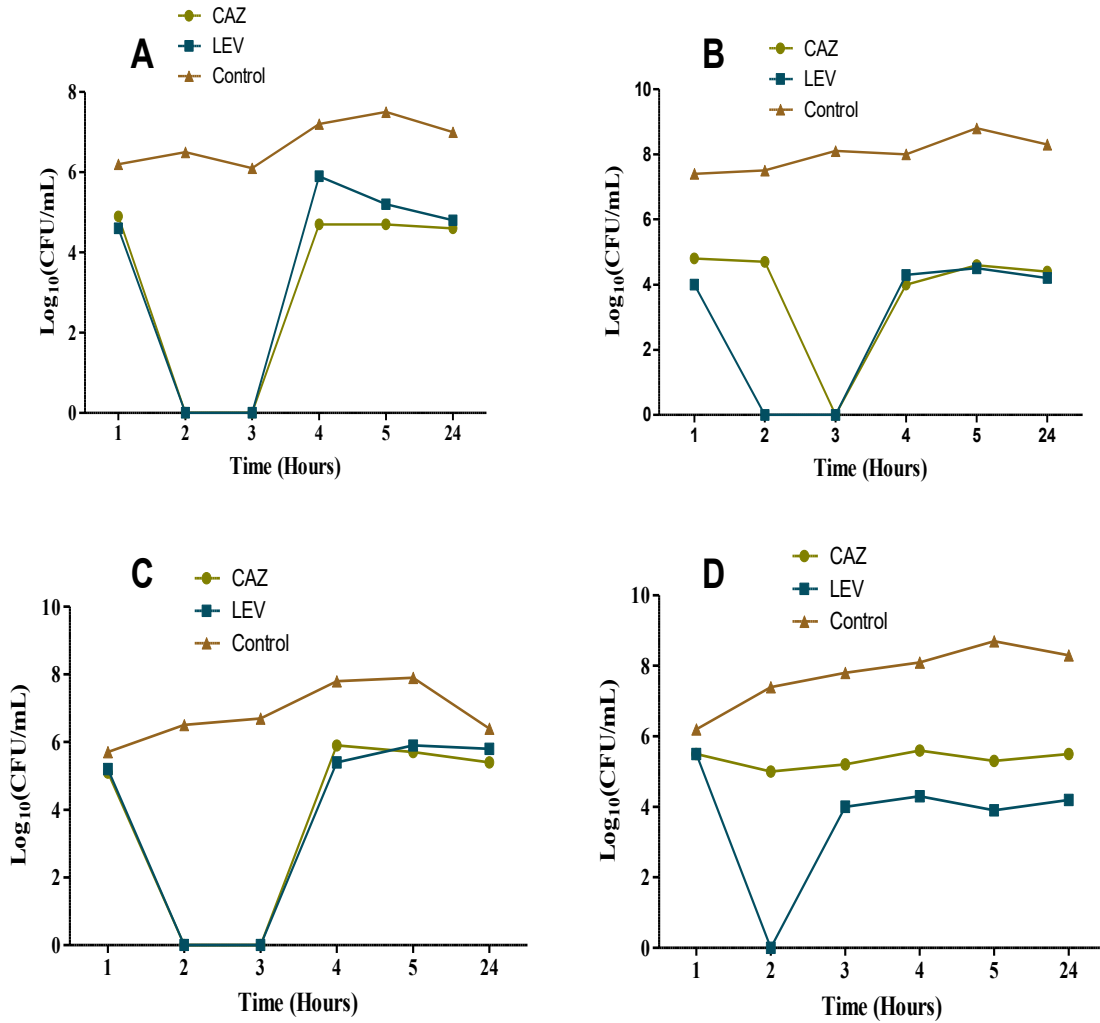 A
CAZ
LEV
Control
8
6
4
2
0
Log10(CFU/mL)
1 2 3 4 5 24
Time (Hours)
B
CAZ
LEV
Control
10
8
6
4
2
0
Log10(CFU/mL)
1 2 3 4 5 24
Time (Hours)
C
CAZ
LEV
Control
10
8
6
4
2
0
Log10(CFU/mL)
1 2 3 4 5 24
Time (Hours)
D
CAZ
LEV
Control
10
8
6
4
2
0
Log10(CFU/mL)
1 2 3 4 5 24
Time (Hours)